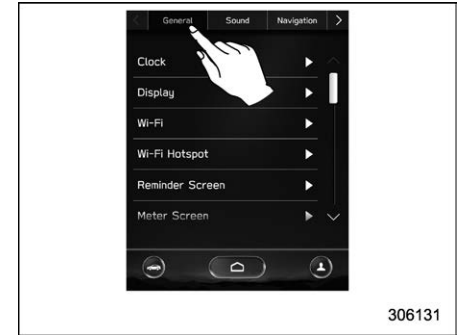 General Sound Navigation
Clock
Display
Wi-Fi
Wi-Fi Hotspot
Reminder Screen
Meter Screen
306131